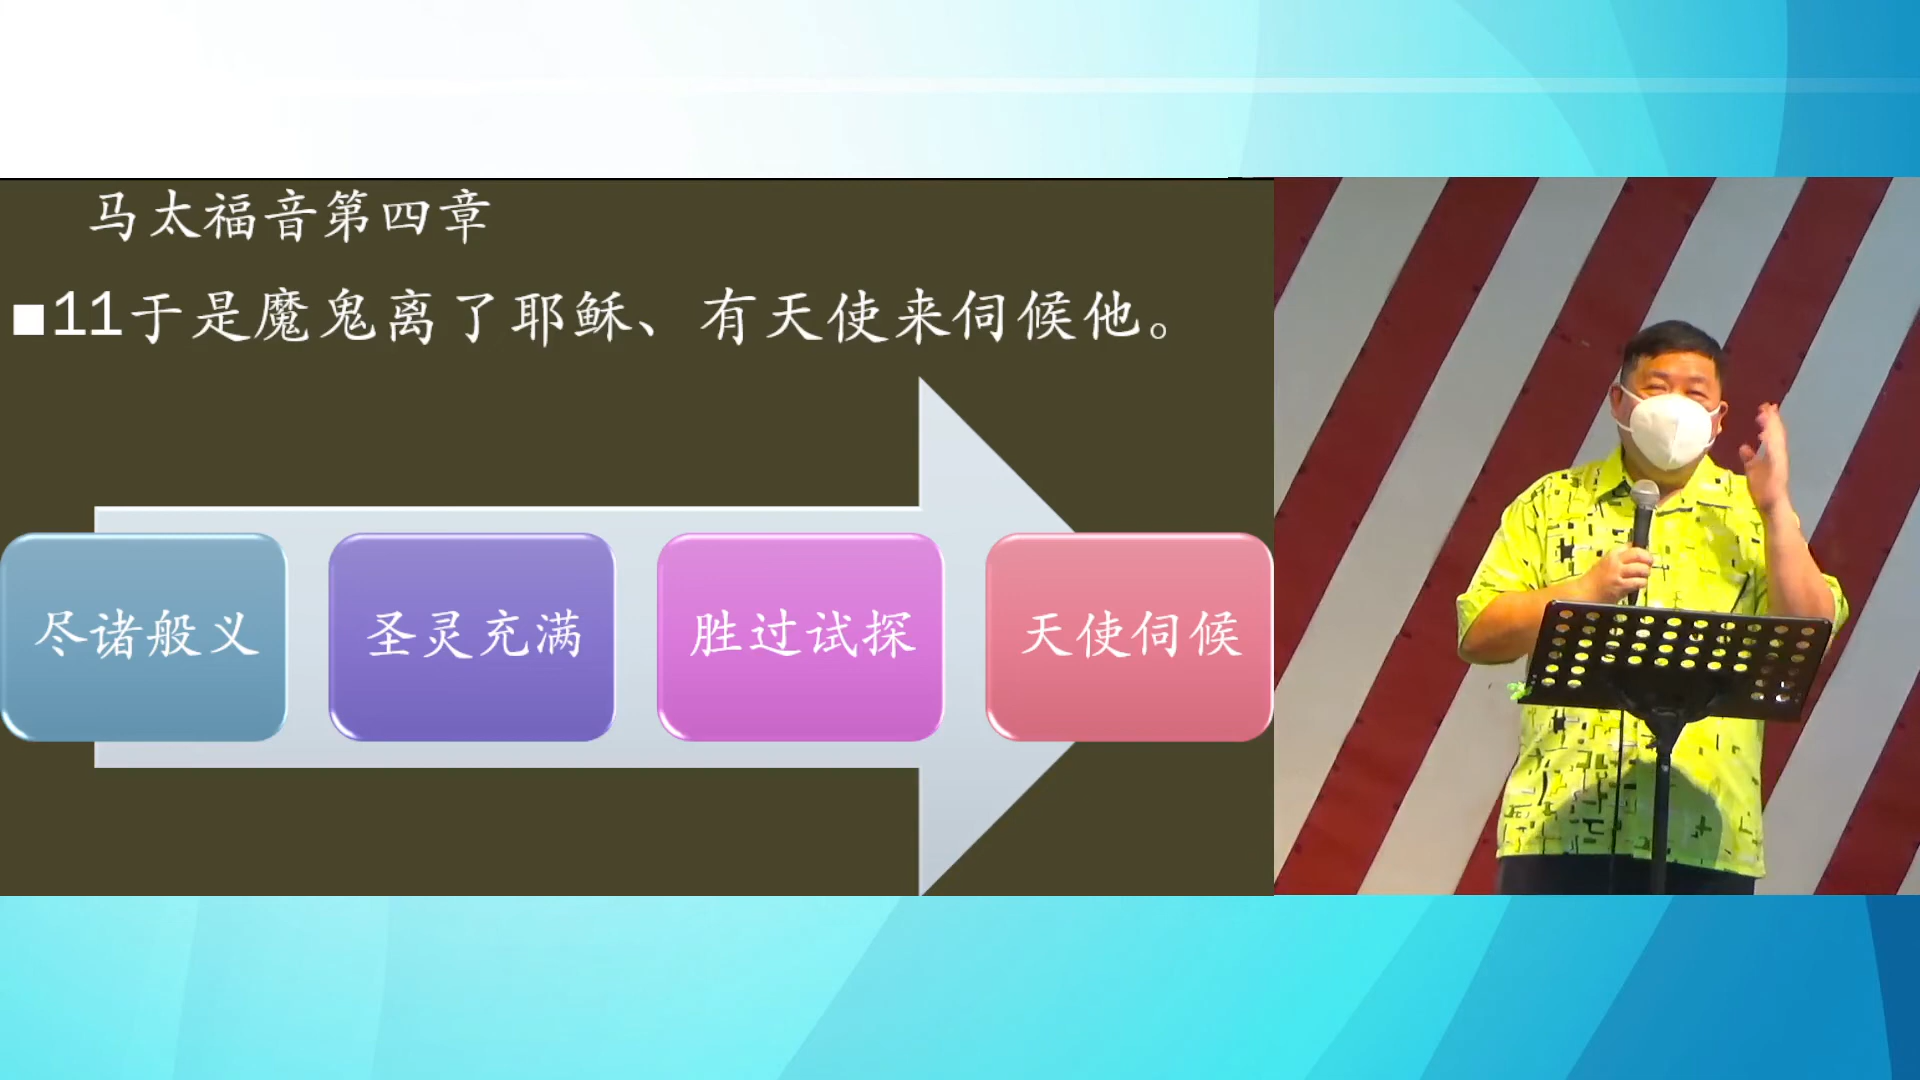 马太福音第四章
■11于是魔鬼离了耶稣、有天使来伺候他。
尽诸般义
圣灵充满
胜过试探
天使伺候